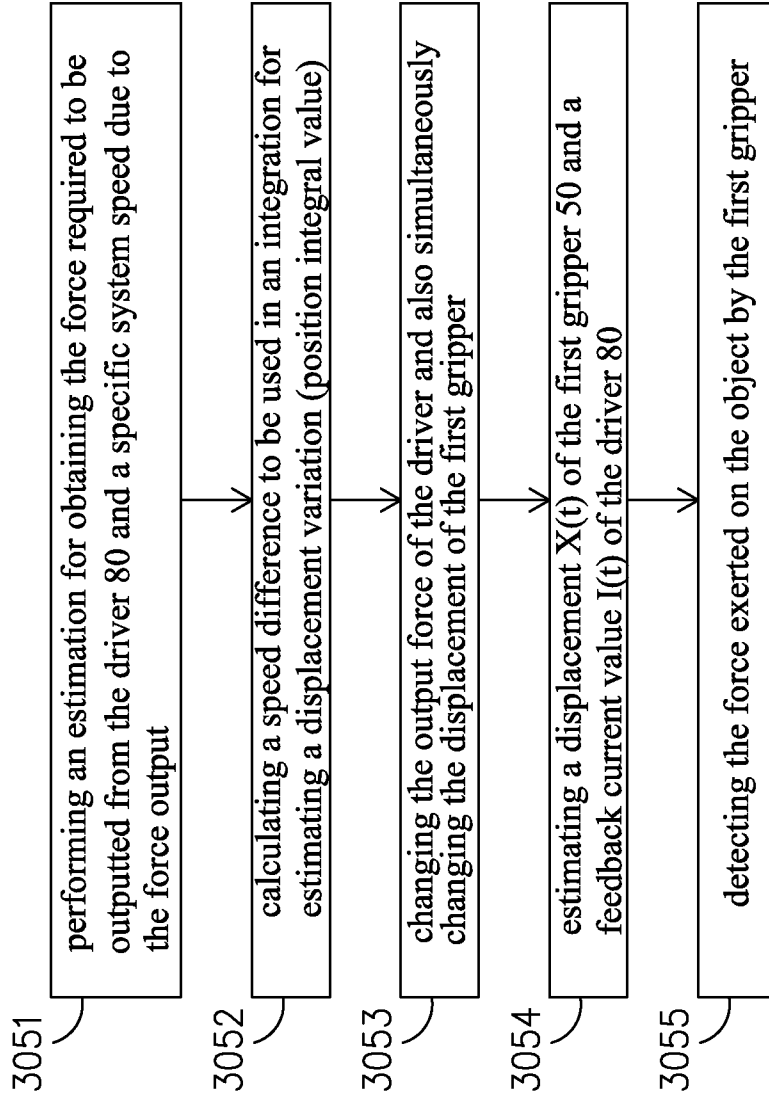 3051
performing an estimation for obtaining the force required to be
outputted from the driver 80 and a specific system speed due to
the force output
3052
calculating a speed difference to be used in an integration for
estimating a displacement variation (position integral value)
3053
changing the output force of the driver and also simultaneously
changing the displacement of the first gripper
3054
estimating a displacement X(t) of the first gripper 50 and a
feedback current value I(t) of the driver 80
3055
detecting the force exerted on the object by the first gripper